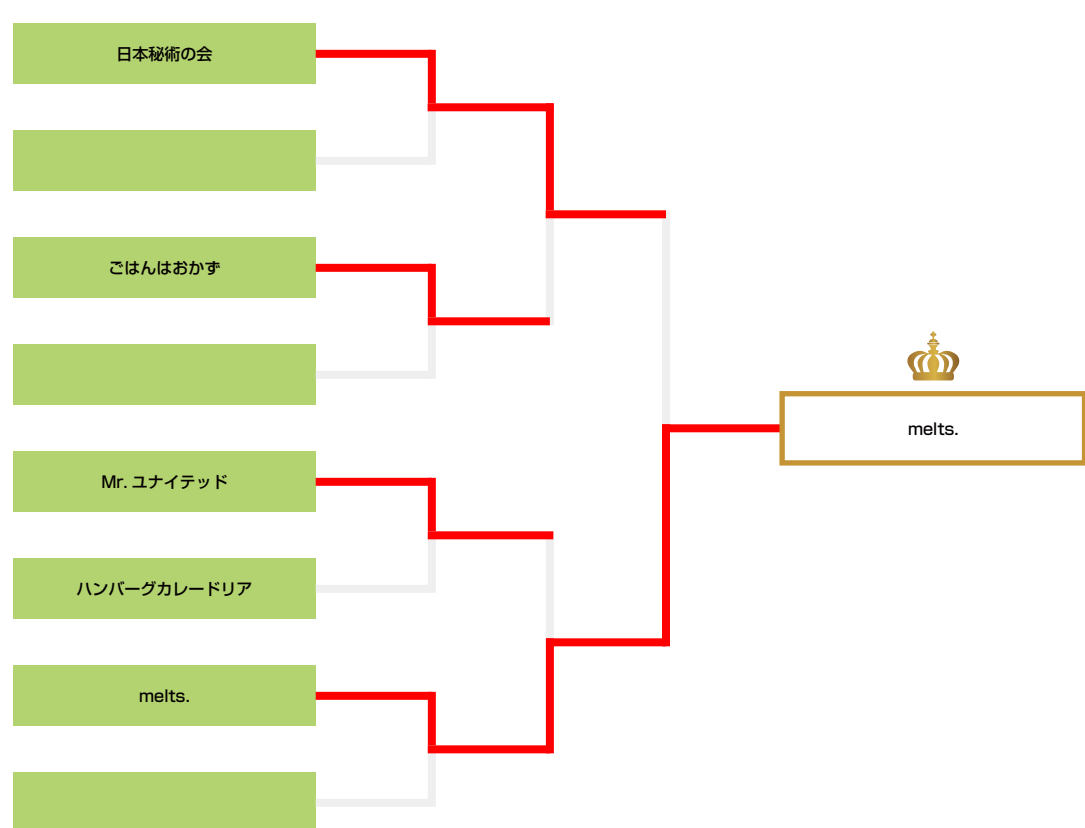 日本秘術の会
ごはんはおかず
Mr. ユナイテッド
ハンバーグカレードリア
melts.
melts.